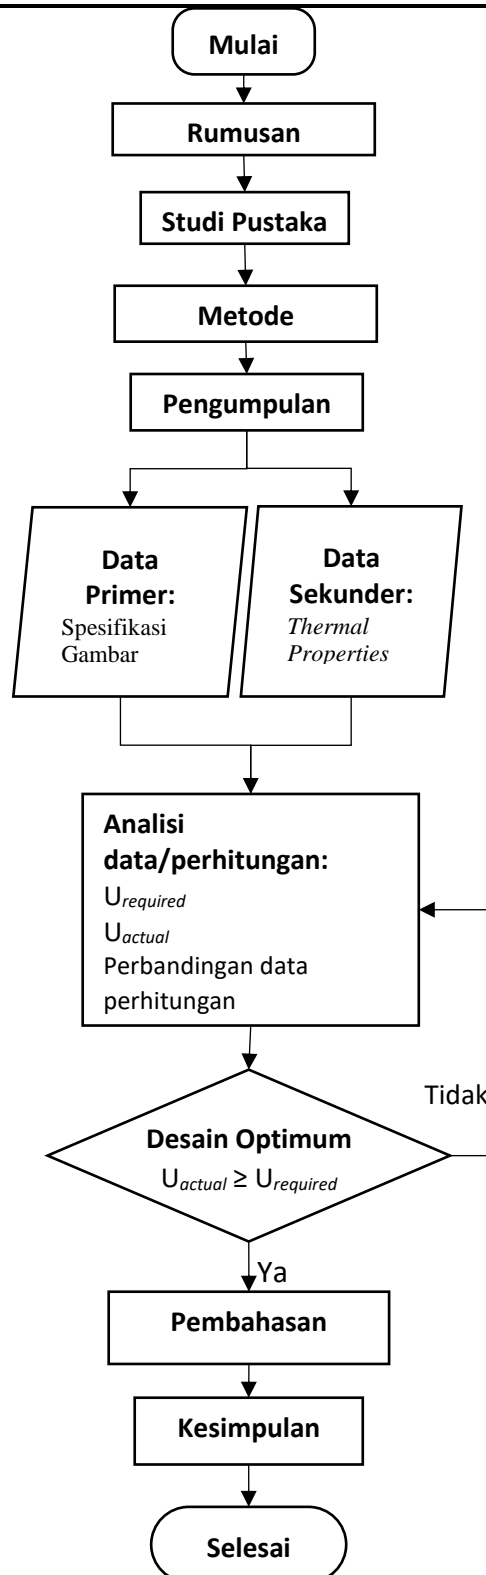 Mulai
Rumusan
Studi Pustaka
Metode
Pengumpulan
Data
Primer:
Spesifikasi
Gambar
Data
Sekunder:
Thermal
Properties
Analisi
data/perhitungan:
Urequired
Uactual
Perbandingan data
perhitungan
Tidak
Desain Optimum
Uactual ≥ Urequired
Ya
Pembahasan
Kesimpulan
Selesai